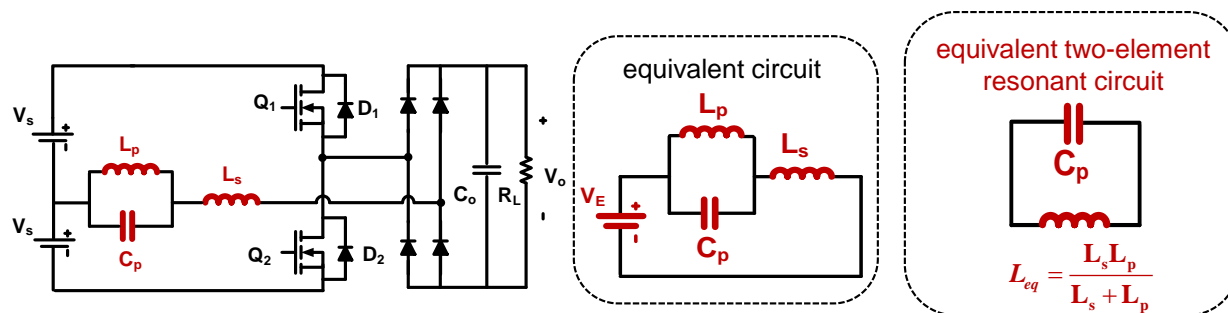 Vs
+
-
Vs
+
-
Lp
Cp
Ls
Q1
D1
Q2
D2
Co
RL
+
Vo
-
equivalent circuit
Lp
Ls
VE
+
-
Cp
equivalent two-element
resonant circuit
Cp
L_eq = LsLp / (Ls + Lp)